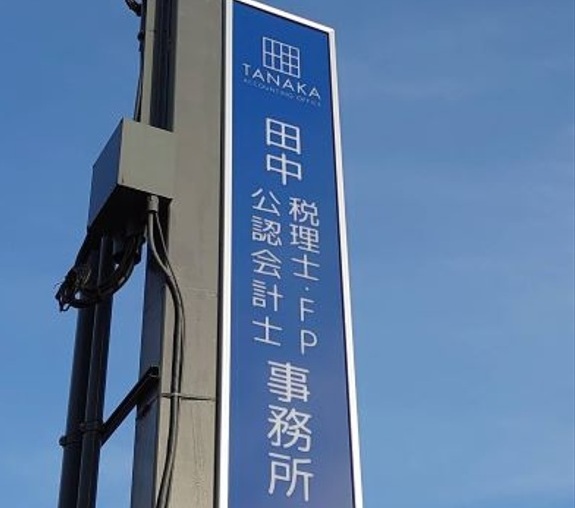 TANAKA
ACCOUNTING OFFICE
田中
税理士・FP
公認会計士
事務所